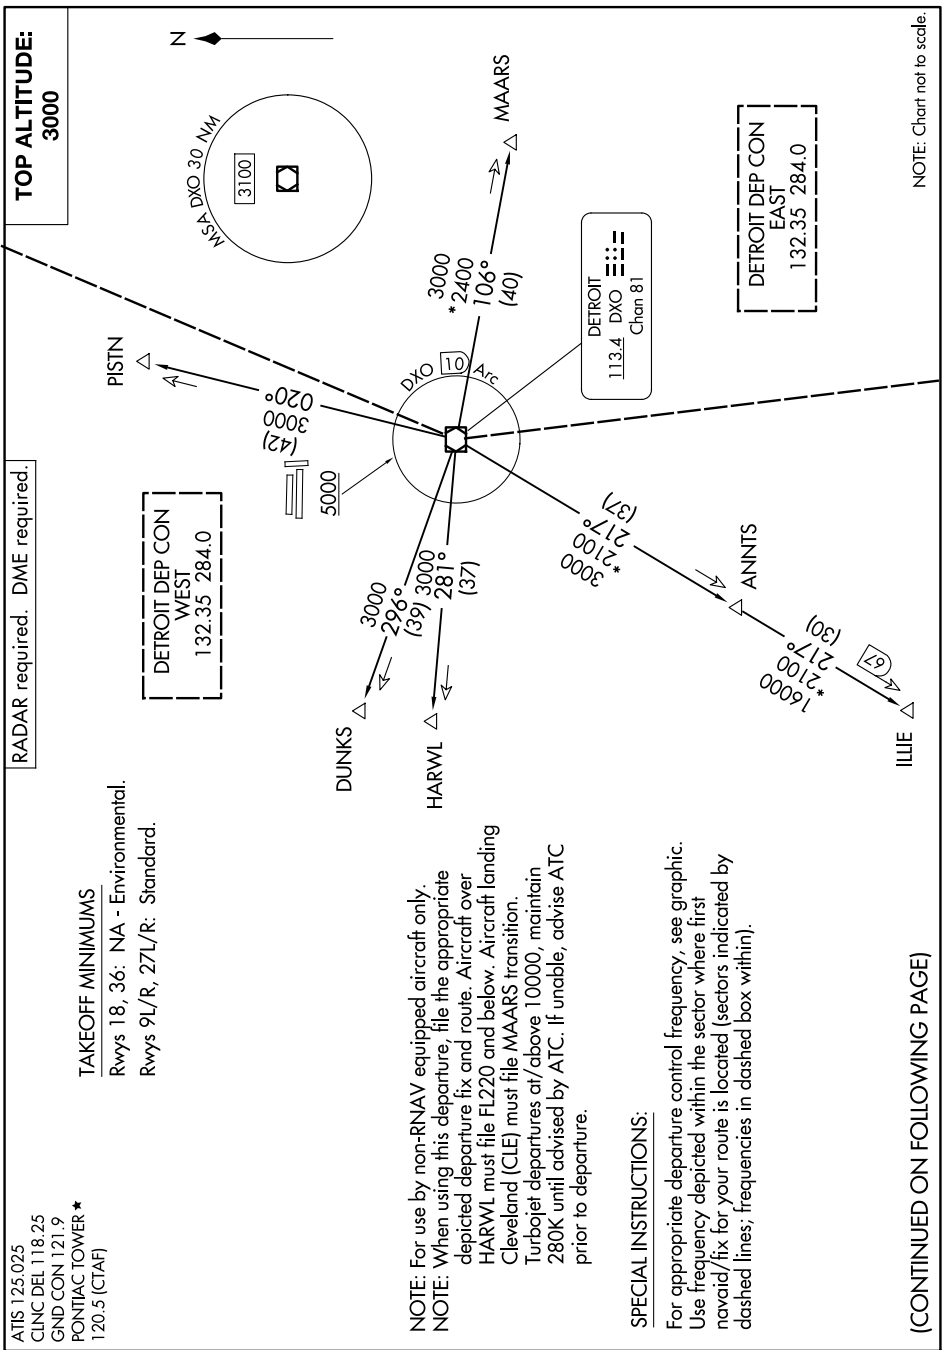 ATIS 125.025
CLNC DEL 118.25
GND CON 121.9
PONTIAC TOWER ★
120.5 (CTAF)
TAKEOFF MINIMUMS
Rwys 18, 36: NA - Environmental.
Rwys 9L/R, 27L/R: Standard.
RADAR required. DME required.
TOP ALTITUDE:
3000
N
MSA DXO 30 NM
3100
DETROIT DEP CON
WEST
132.35 284.0
PISTN
(42)
3000
020°
5000
DXO 10 Arc
3000
*2400
106°
(40)
MAARS
DUNKS
3000
296°
(39)
HARWL
3000
281°
(37)
DETROIT
113.4 DXO
Chan 81
3000
*2100
217°
(37)
ANNTS
16000
*2100
217°
(30)
67
ILLIE
DETROIT DEP CON
EAST
132.35 284.0
NOTE: Chart not to scale.
NOTE: For use by non-RNAV equipped aircraft only.
NOTE: When using this departure, file the appropriate
depicted departure fix and route. Aircraft over
HARWL must file FL220 and below. Aircraft landing
Cleveland (CLE) must file MAARS transition.
Turbojet departures at/above 10000, maintain
280K until advised by ATC. If unable, advise ATC
prior to departure.
SPECIAL INSTRUCTIONS:
For appropriate departure control frequency, see graphic.
Use frequency depicted within the sector where first
navaid/fix for your route is located (sectors indicated by
dashed lines; frequencies in dashed box within).
(CONTINUED ON FOLLOWING PAGE)